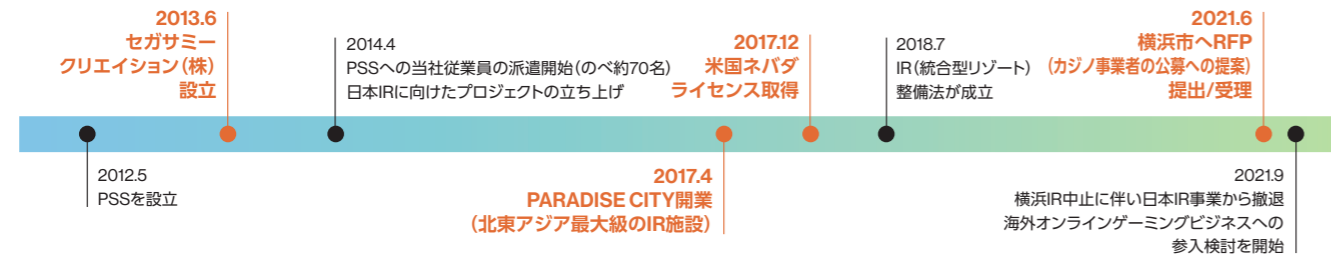 2013.6
セガサミー
クリエイション(株)
設立
2014.4
PSSへの当社従業員の派遣開始(のべ約70名)
日本IRに向けたプロジェクトの立ち上げ
2017.12
米国ネバダ
ライセンス取得
2018.7
IR(統合型リゾート)
整備法が成立
2021.6
横浜市へRFP
(カジノ事業者の公募への提案)
提出/受理
2012.5
PSSを設立
2017.4
PARADISE CITY開業
(北東アジア最大級のIR施設)
2021.9
横浜IR中止に伴い日本IR事業から撤退
海外オンラインゲーミングビジネスへの
参入検討を開始